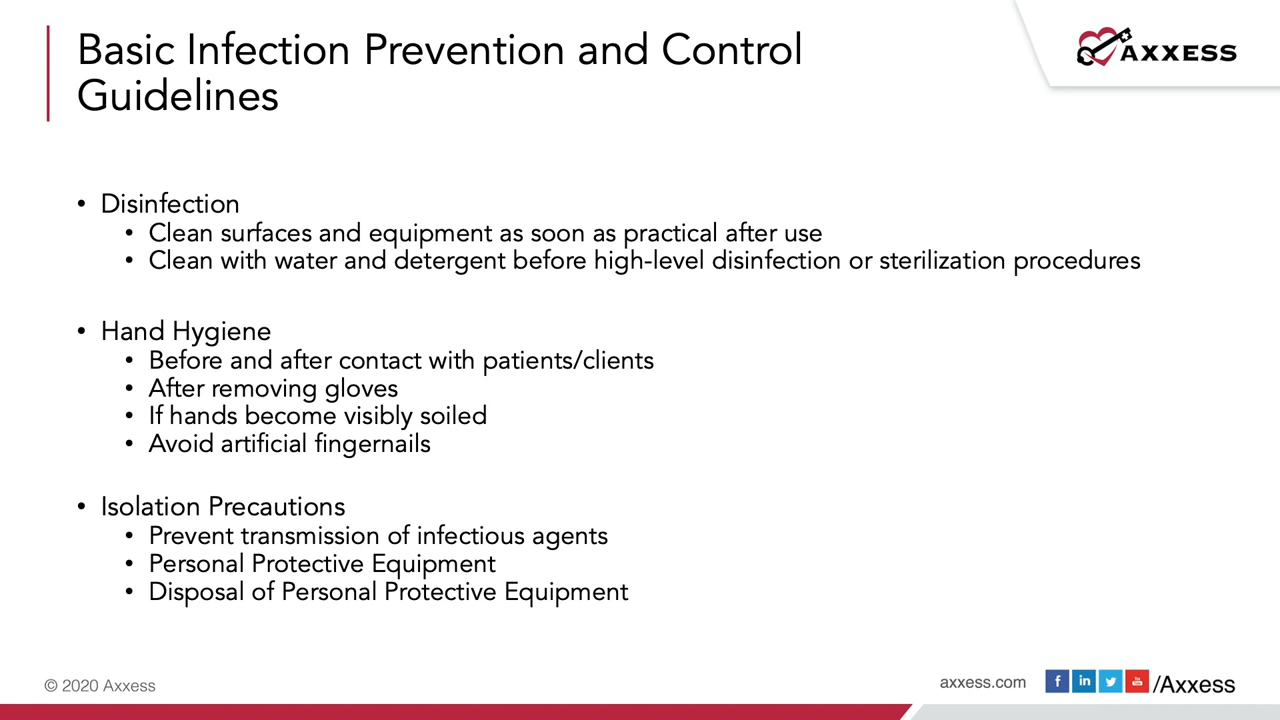 Basic Infection Prevention and Control
Guidelines
AXXESS
• Disinfection
• Clean surfaces and equipment as soon as practical after use
• Clean with water and detergent before high-level disinfection or sterilization procedures
• Hand Hygiene
• Before and after contact with patients/clients
• After removing gloves
• If hands become visibly soiled
• Avoid artificial fingernails
• Isolation Precautions
• Prevent transmission of infectious agents
• Personal Protective Equipment
• Disposal of Personal Protective Equipment
© 2020 Axxess
axxess.com f in You Tube /Axxess